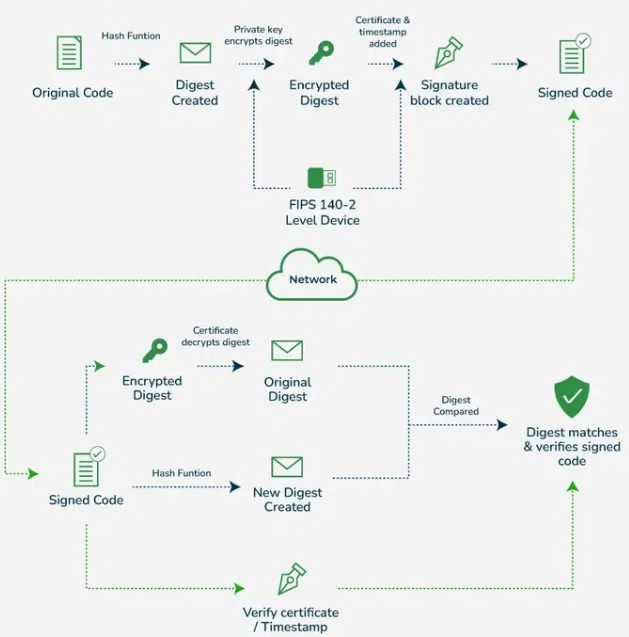 Hash Funtion
Private key
encrypts digest
Certificate &
timestamp
added
Original Code
Digest
Created
Encrypted
Digest
Signature
block created
Signed Code
FIPS 140-2
Level Device
Network
Certificate
decrypts digest
Encrypted
Digest
Original
Digest
Digest
Compared
Digest matches
& verifies signed
code
Signed Code
Hash Funtion
New Digest
Created
Verify certificate
/ Timestamp